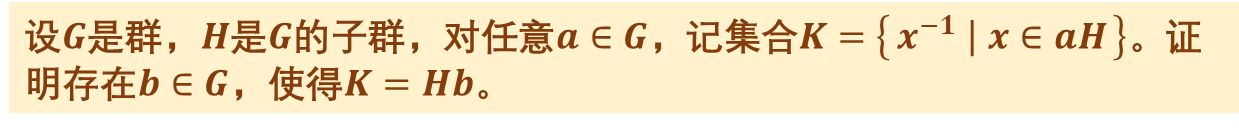 设G是群，H是G的子群，对任意a ∈ G，记集合K = { x⁻¹ | x ∈ aH }。证
明存在b ∈ G，使得K = Hb。